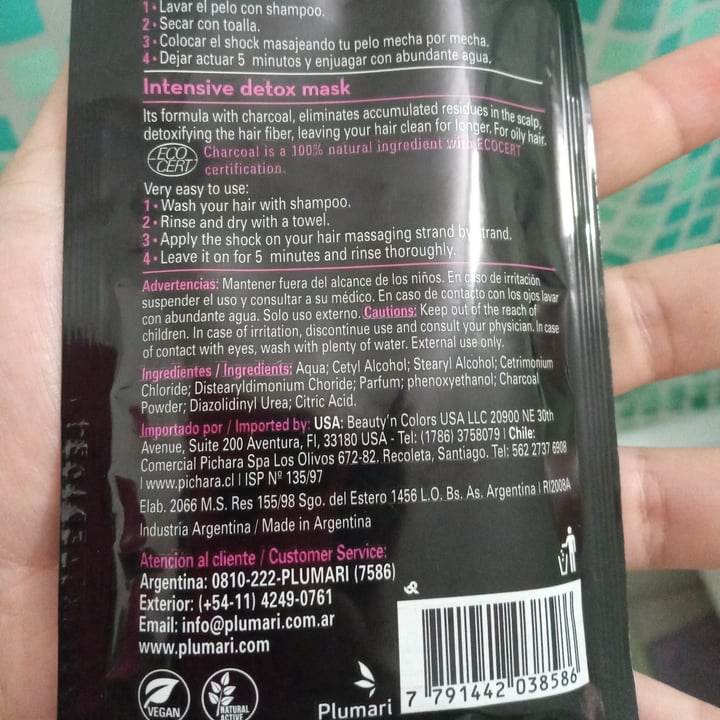 1 • Lavar el pelo con shampoo.
2 • Secar con toalla.
3 • Colocar el shock masajeando tu pelo mecha por mecha.
4 • Dejar actuar 5 minutos y enjuagar con abundante agua.
Intensive detox mask
Its formula with charcoal, eliminates accumulated residues in the scalp,
detoxifying the hair fiber, leaving your hair clean for longer. For oily hair.
ECO CERT
Charcoal is a 100% natural ingredient with ECOCERT
certification.
Very easy to use:
1 • Wash your hair with shampoo.
2 • Rinse and dry with a towel.
3 • Apply the shock on your hair massaging strand by strand.
4 • Leave it on for 5 minutes and rinse thoroughly.
Advertencias: Mantener fuera del alcance de los niños. En caso de irritación
suspender el uso y consultar a su médico. En caso de contacto con los ojos lavar
con abundante agua. Solo uso externo. Cautions: Keep out of the reach of
children. In case of irritation, discontinue use and consult your physician. In case
of contact with eyes, wash with plenty of water. External use only.
Ingredientes / Ingredients: Aqua; Cetyl Alcohol; Stearyl Alcohol; Cetrimonium
Chloride; Distearyldimonium Choride; Parfum; phenoxyethanol; Charcoal
Powder; Diazolidinyl Urea; Citric Acid.
Importado por / Imported by: USA: Beauty'n Colors USA LLC 20900 NE 30th
Avenue, Suite 200 Aventura, Fl, 33180 USA - Tel: (1786) 3758079 | Chile:
Comercial Pichara Spa Los Olivos 672-82. Recoleta, Santiago. Tel: 562 2737 6908
| www.pichara.cl | ISP Nº 135/97
Elab. 2066 M.S. Res 155/98 Sgo. del Estero 1456 L.O. Bs. As. Argentina | RI2008A
Industria Argentina / Made in Argentina
Atención al cliente / Customer Service:
Argentina: 0810-222-PLUMARI (7586)
Exterior: (+54-11) 4249-0761
Email: info@plumari.com.ar
www.plumari.com
VEGAN
NATURAL
ACTIVE
Plumari
7 791442 038586